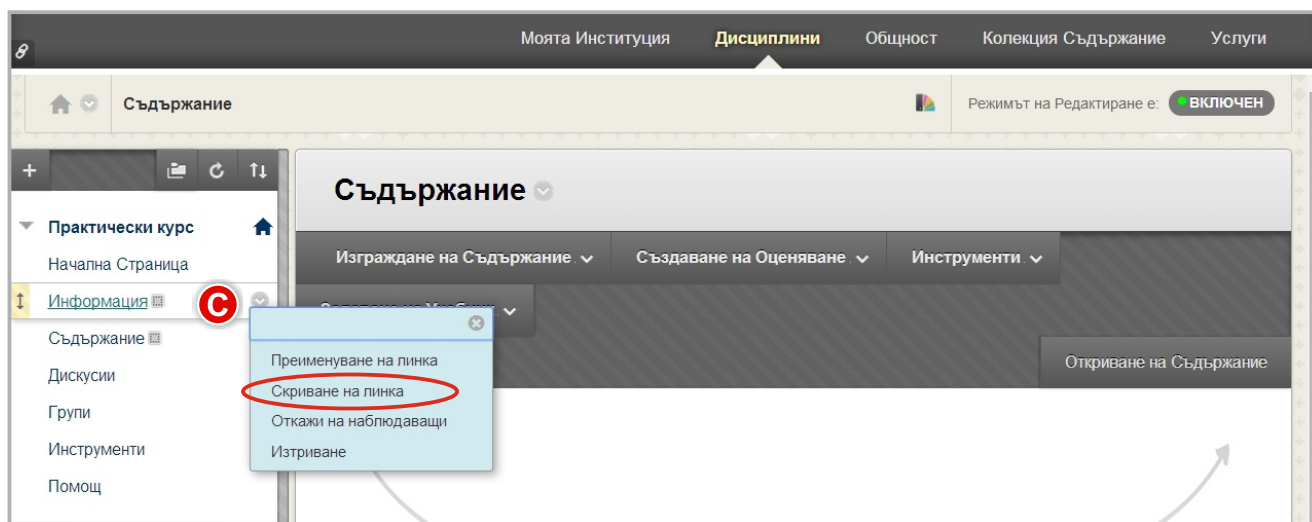 Моята Институция Дисциплини Общност Колекция Съдържание Услуги
Съдържание Режимът на Редактиране е: ВКЛЮЧЕН
Съдържание
Практически курс
Изграждане на Съдържание Създаване на Оценяване Инструменти
Начална Страница
Информация C
Съдържание
Преименуване на линка
Откриване на Съдържание
Дискусии
Скриване на линка
Групи
Откажи на наблюдаващи
Инструменти
Изтриване
Помощ